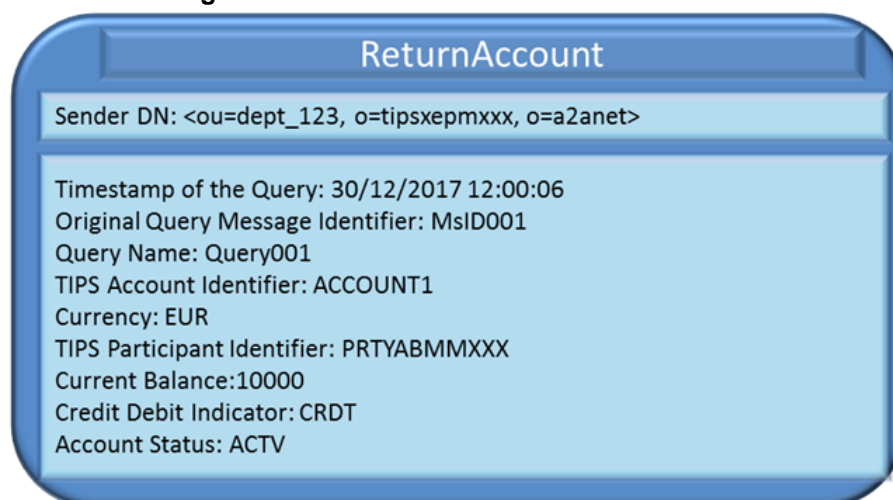 ReturnAccount
Sender DN: <ou=dept_123, o=tipsxepmxxx, o=a2anet>
Timestamp of the Query: 30/12/2017 12:00:06
Original Query Message Identifier: MsID001
Query Name: Query001
TIPS Account Identifier: ACCOUNT1
Currency: EUR
TIPS Participant Identifier: PRTYABMMXXX
Current Balance:10000
Credit Debit Indicator: CRDT
Account Status: ACTV